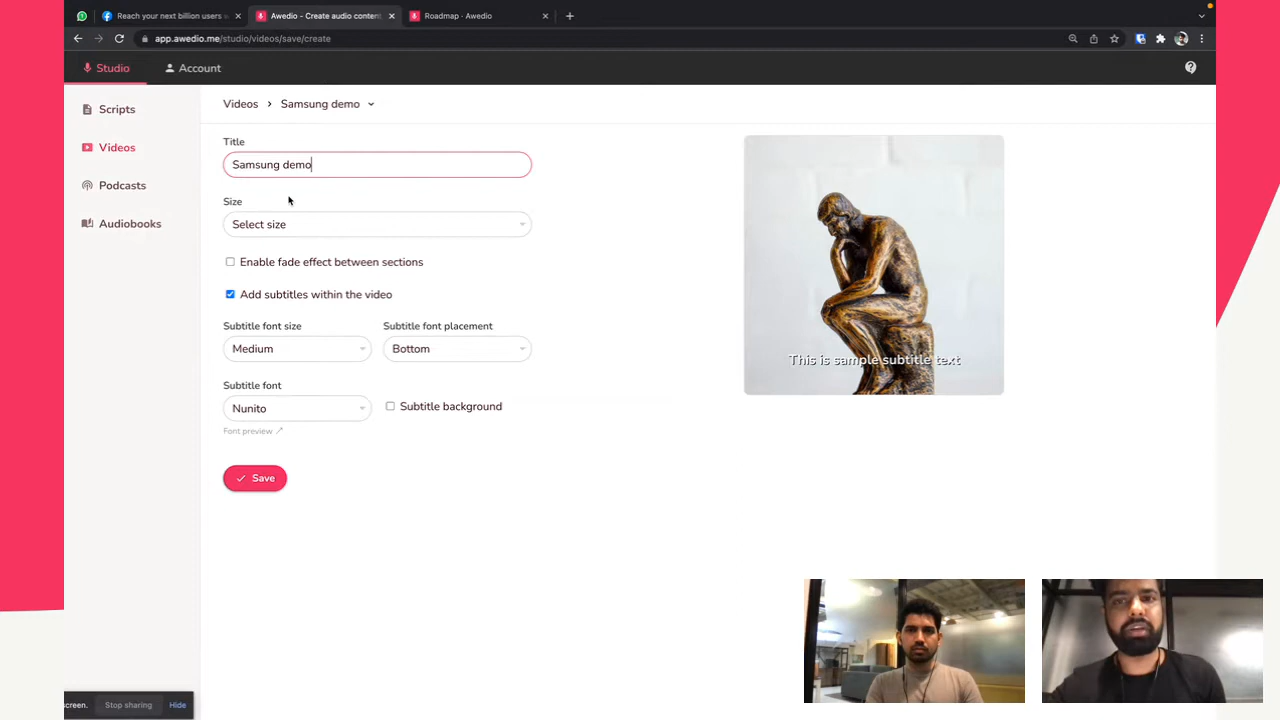 Reach your next billion users
Awedio - Create audio content
Roadmap - Awedio
app.awedio.me/studio/videos/save/create
Studio
Account
Scripts
Videos
Podcasts
Audiobooks
Videos > Samsung demo
Title
Samsung demo
Size
Select size
Enable fade effect between sections
Add subtitles within the video
Subtitle font size
Subtitle font placement
Medium
Bottom
Subtitle font
Nunito
Subtitle background
Font preview
Save
This is sample subtitle text
screen.
Stop sharing
Hide